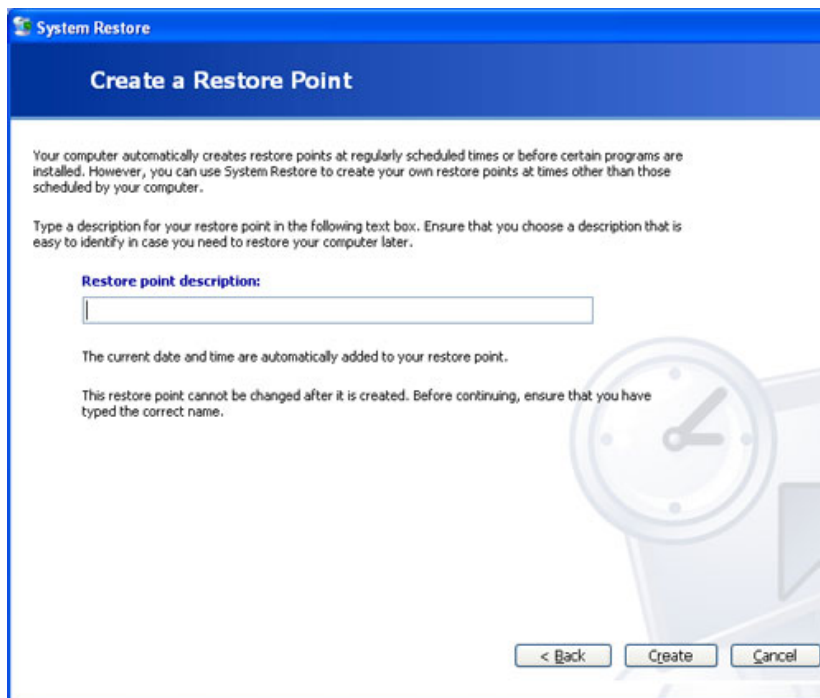 System Restore
Create a Restore Point
Your computer automatically creates restore points at regularly scheduled times or before certain programs are
installed. However, you can use System Restore to create your own restore points at times other than those
scheduled by your computer.
Type a description for your restore point in the following text box. Ensure that you choose a description that is
easy to identify in case you need to restore your computer later.
Restore point description:
The current date and time are automatically added to your restore point.
This restore point cannot be changed after it is created. Before continuing, ensure that you have
typed the correct name.
< Back Create Cancel